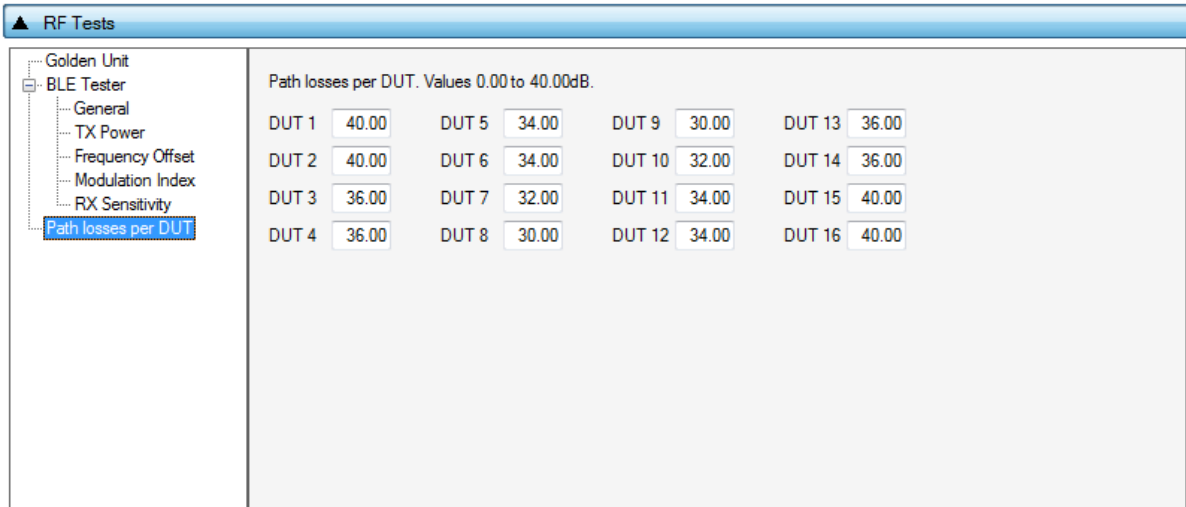 RF Tests
Golden Unit
BLE Tester
General
TX Power
Frequency Offset
Modulation Index
RX Sensitivity
Path losses per DUT
Path losses per DUT. Values 0.00 to 40.00dB.
DUT 1 40.00 DUT 5 34.00 DUT 9 30.00 DUT 13 36.00
DUT 2 40.00 DUT 6 34.00 DUT 10 32.00 DUT 14 36.00
DUT 3 36.00 DUT 7 32.00 DUT 11 34.00 DUT 15 40.00
DUT 4 36.00 DUT 8 30.00 DUT 12 34.00 DUT 16 40.00